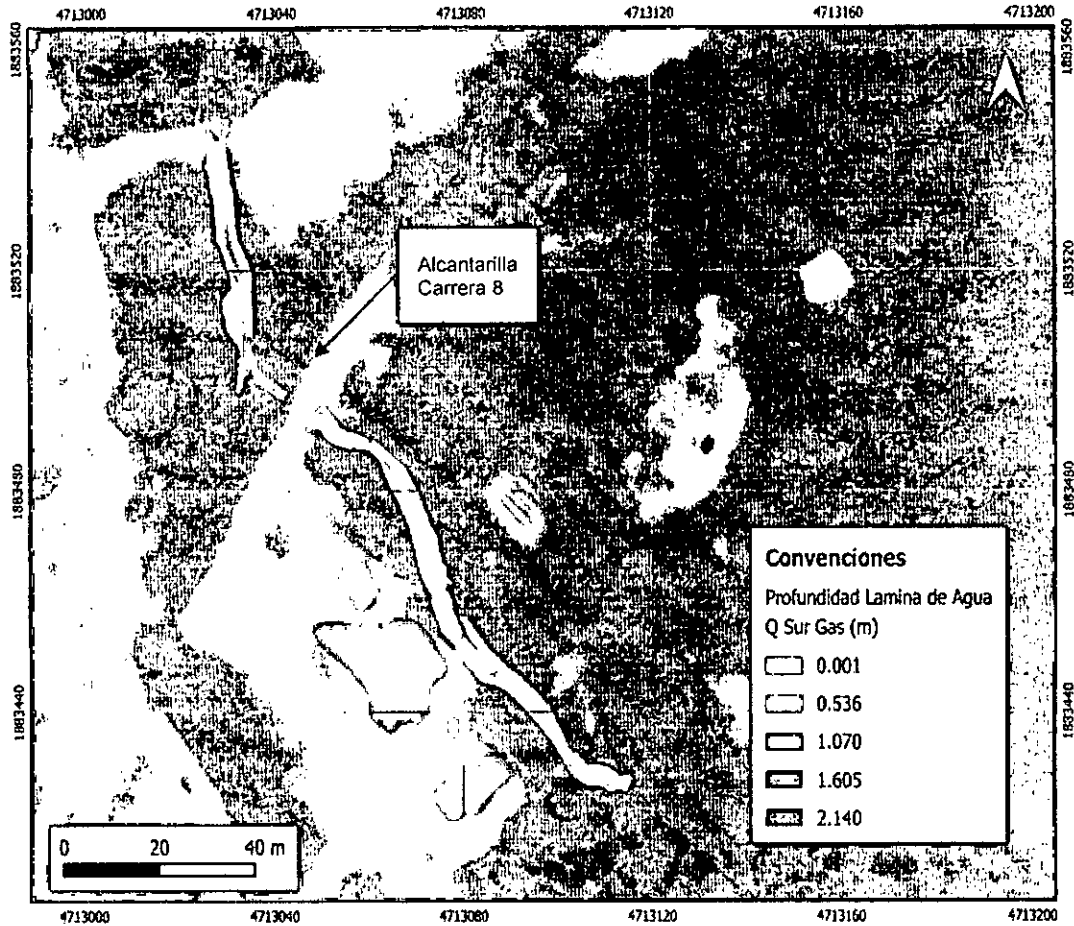 4713000 4713040 4713080 4713120 4713160 4713200
1883560 1883560
1883520 1883520
Alcantarilla
Carrera 8
1883480 1883480
Convenciones
Profundidad Lamina de Agua
Q Sur Gas (m)
0.001
0.536
1.070
1.605
2.140
1883440 1883440
0 20 40 m
4713000 4713040 4713080 4713120 4713160 4713200